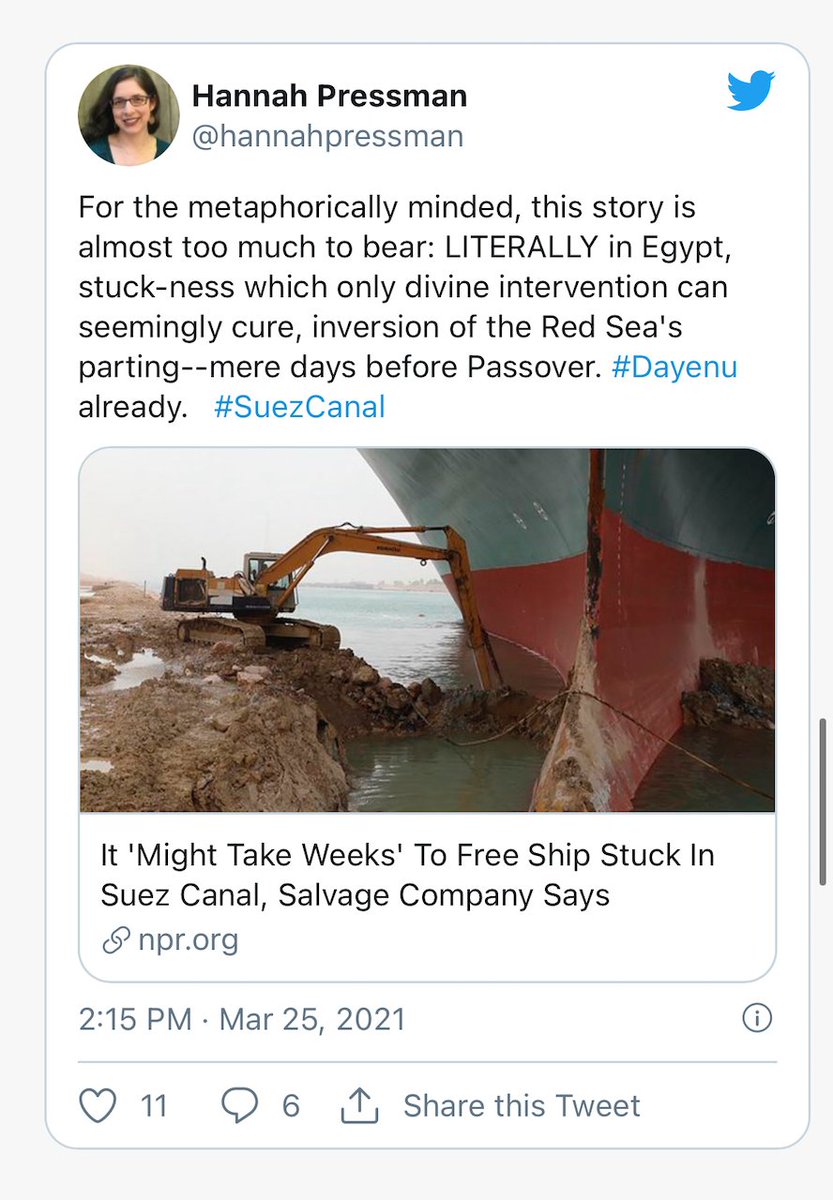 Hannah Pressman
@hannahpressman
For the metaphorically minded, this story is
almost too much to bear: LITERALLY in Egypt,
stuck-ness which only divine intervention can
seemingly cure, inversion of the Red Sea's
parting--mere days before Passover. #Dayenu
already. #SuezCanal
It 'Might Take Weeks' To Free Ship Stuck In
Suez Canal, Salvage Company Says
npr.org
2:15 PM · Mar 25, 2021
11 6 Share this Tweet